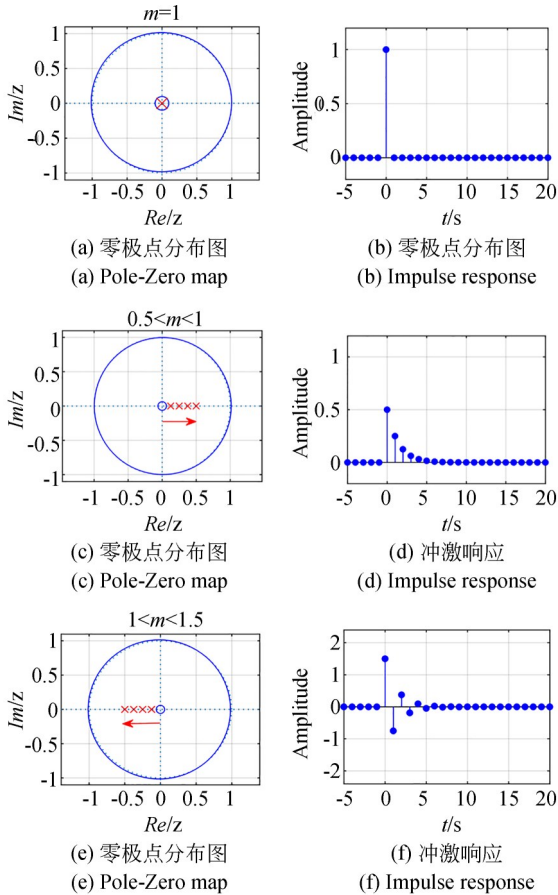 m=1
1
0.5
0
-0.5
-1
Im/z
-1 -0.5 0 0.5 1
Re/z
(a) 零极点分布图
(a) Pole-Zero map
1
0.5
0
Amplitude
-5 0 5 10 15 20
t/s
(b) 零极点分布图
(b) Impulse response
0.5<m<1
1
0.5
0
-0.5
-1
Im/z
-1 -0.5 0 0.5 1
Re/z
(c) 零极点分布图
(c) Pole-Zero map
1
0.5
0
Amplitude
-5 0 5 10 15 20
t/s
(d) 冲激响应
(d) Impulse response
1<m<1.5
1
0.5
0
-0.5
-1
Im/z
-1 -0.5 0 0.5 1
Re/z
(e) 零极点分布图
(e) Pole-Zero map
2
1
0
-1
-2
Amplitude
-5 0 5 10 15 20
t/s
(f) 冲激响应
(f) Impulse response